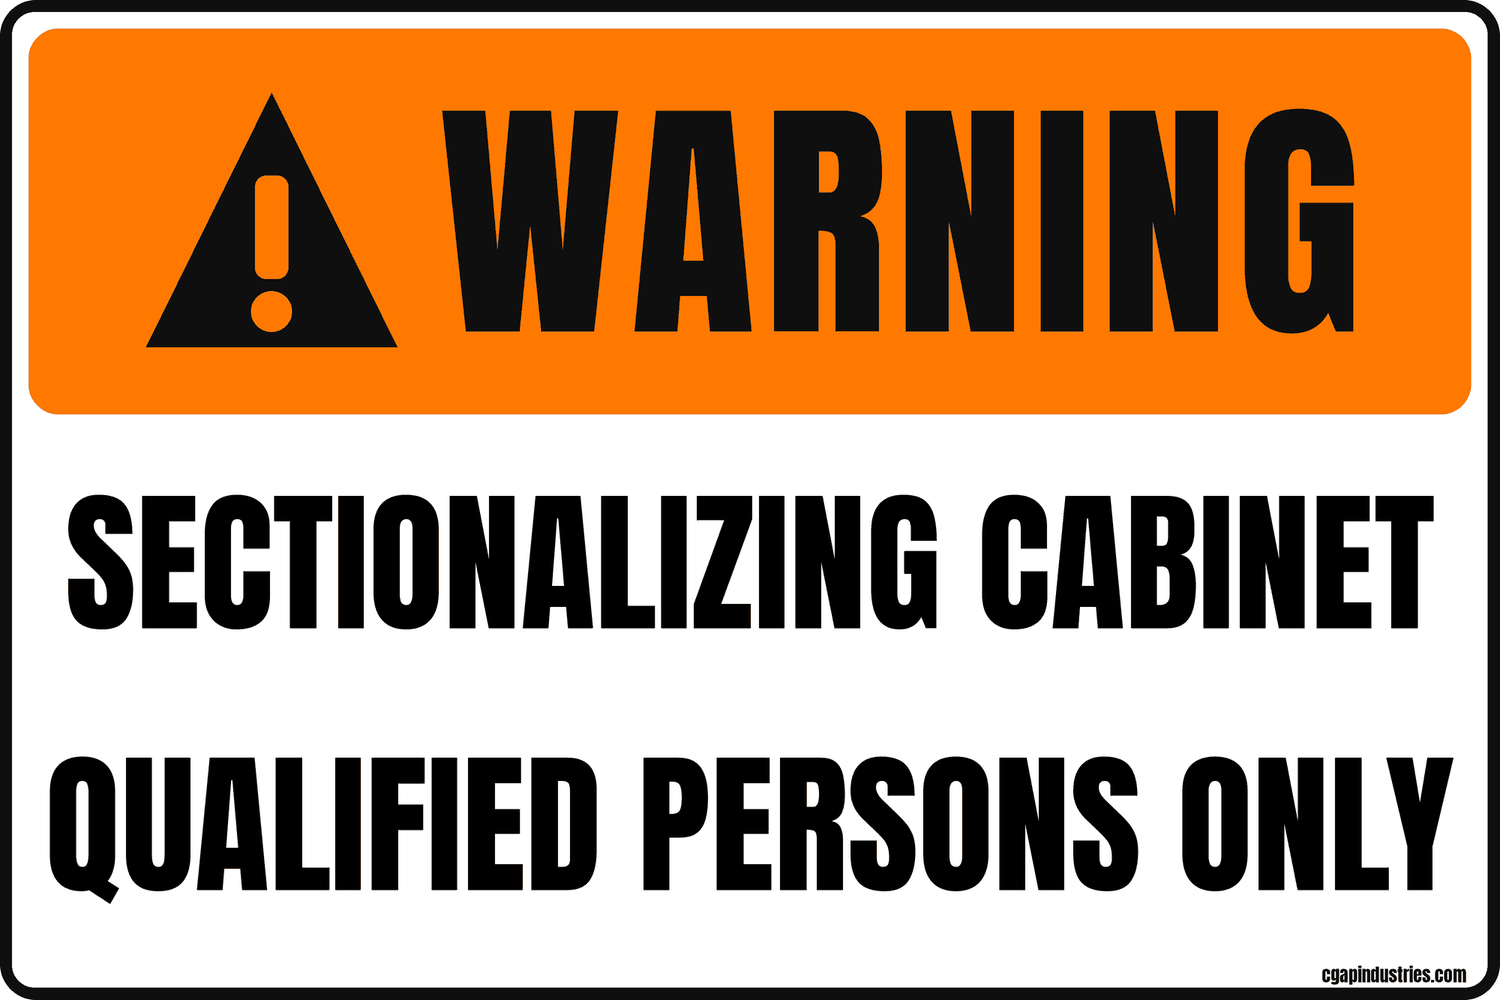 WARNING
SECTIONALIZING CABINET
QUALIFIED PERSONS ONLY
cgapindustries.com